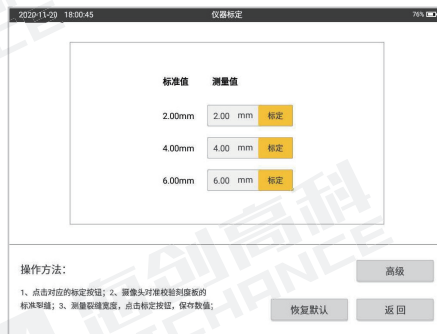 2020-11-20 18:00:45 仪器标定 76%
标准值 测量值
2.00mm 2.00 mm 标定
4.00mm 4.00 mm 标定
6.00mm 6.00 mm 标定
操作方法：
1、点击对应的标定按钮；2、摄像头对准校验刻度板的
标准裂缝；3、测量裂缝宽度，点击标定按钮，保存数值；
高级
恢复默认 返 回